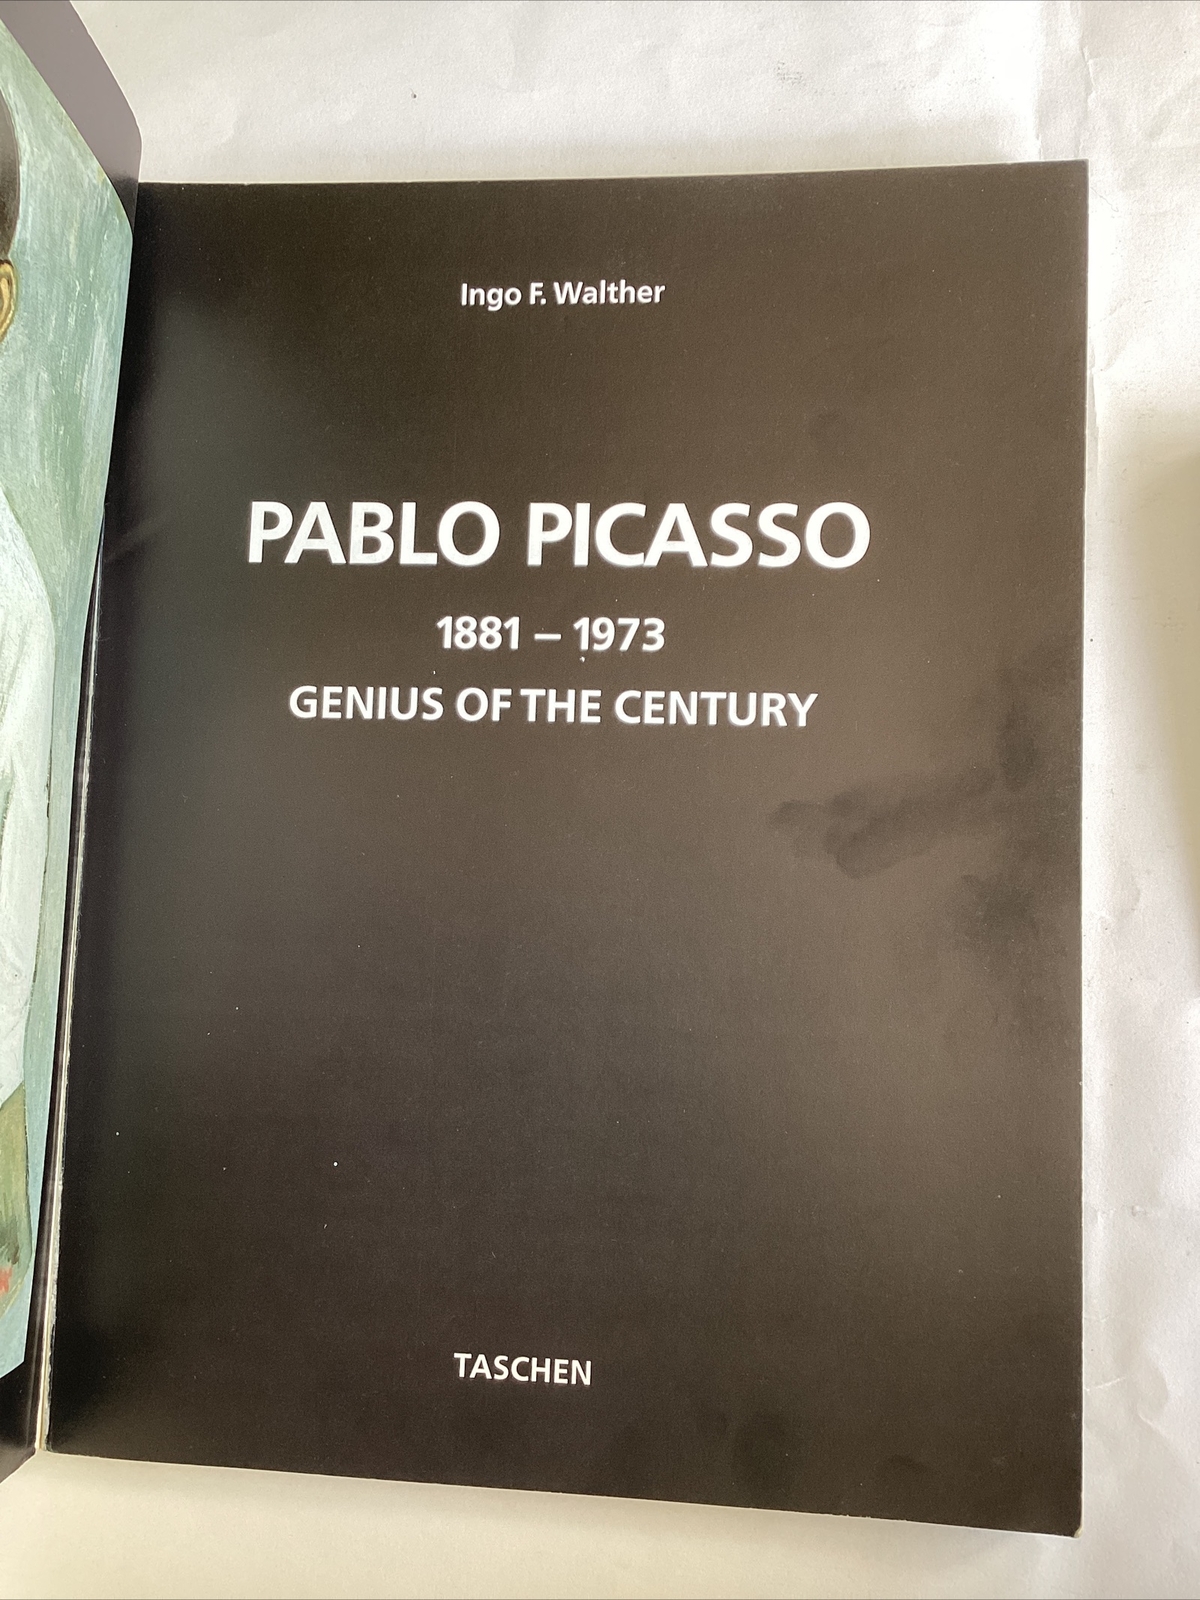 Ingo F. Walther
PABLO PICASSO
1881 – 1973
GENIUS OF THE CENTURY
TASCHEN